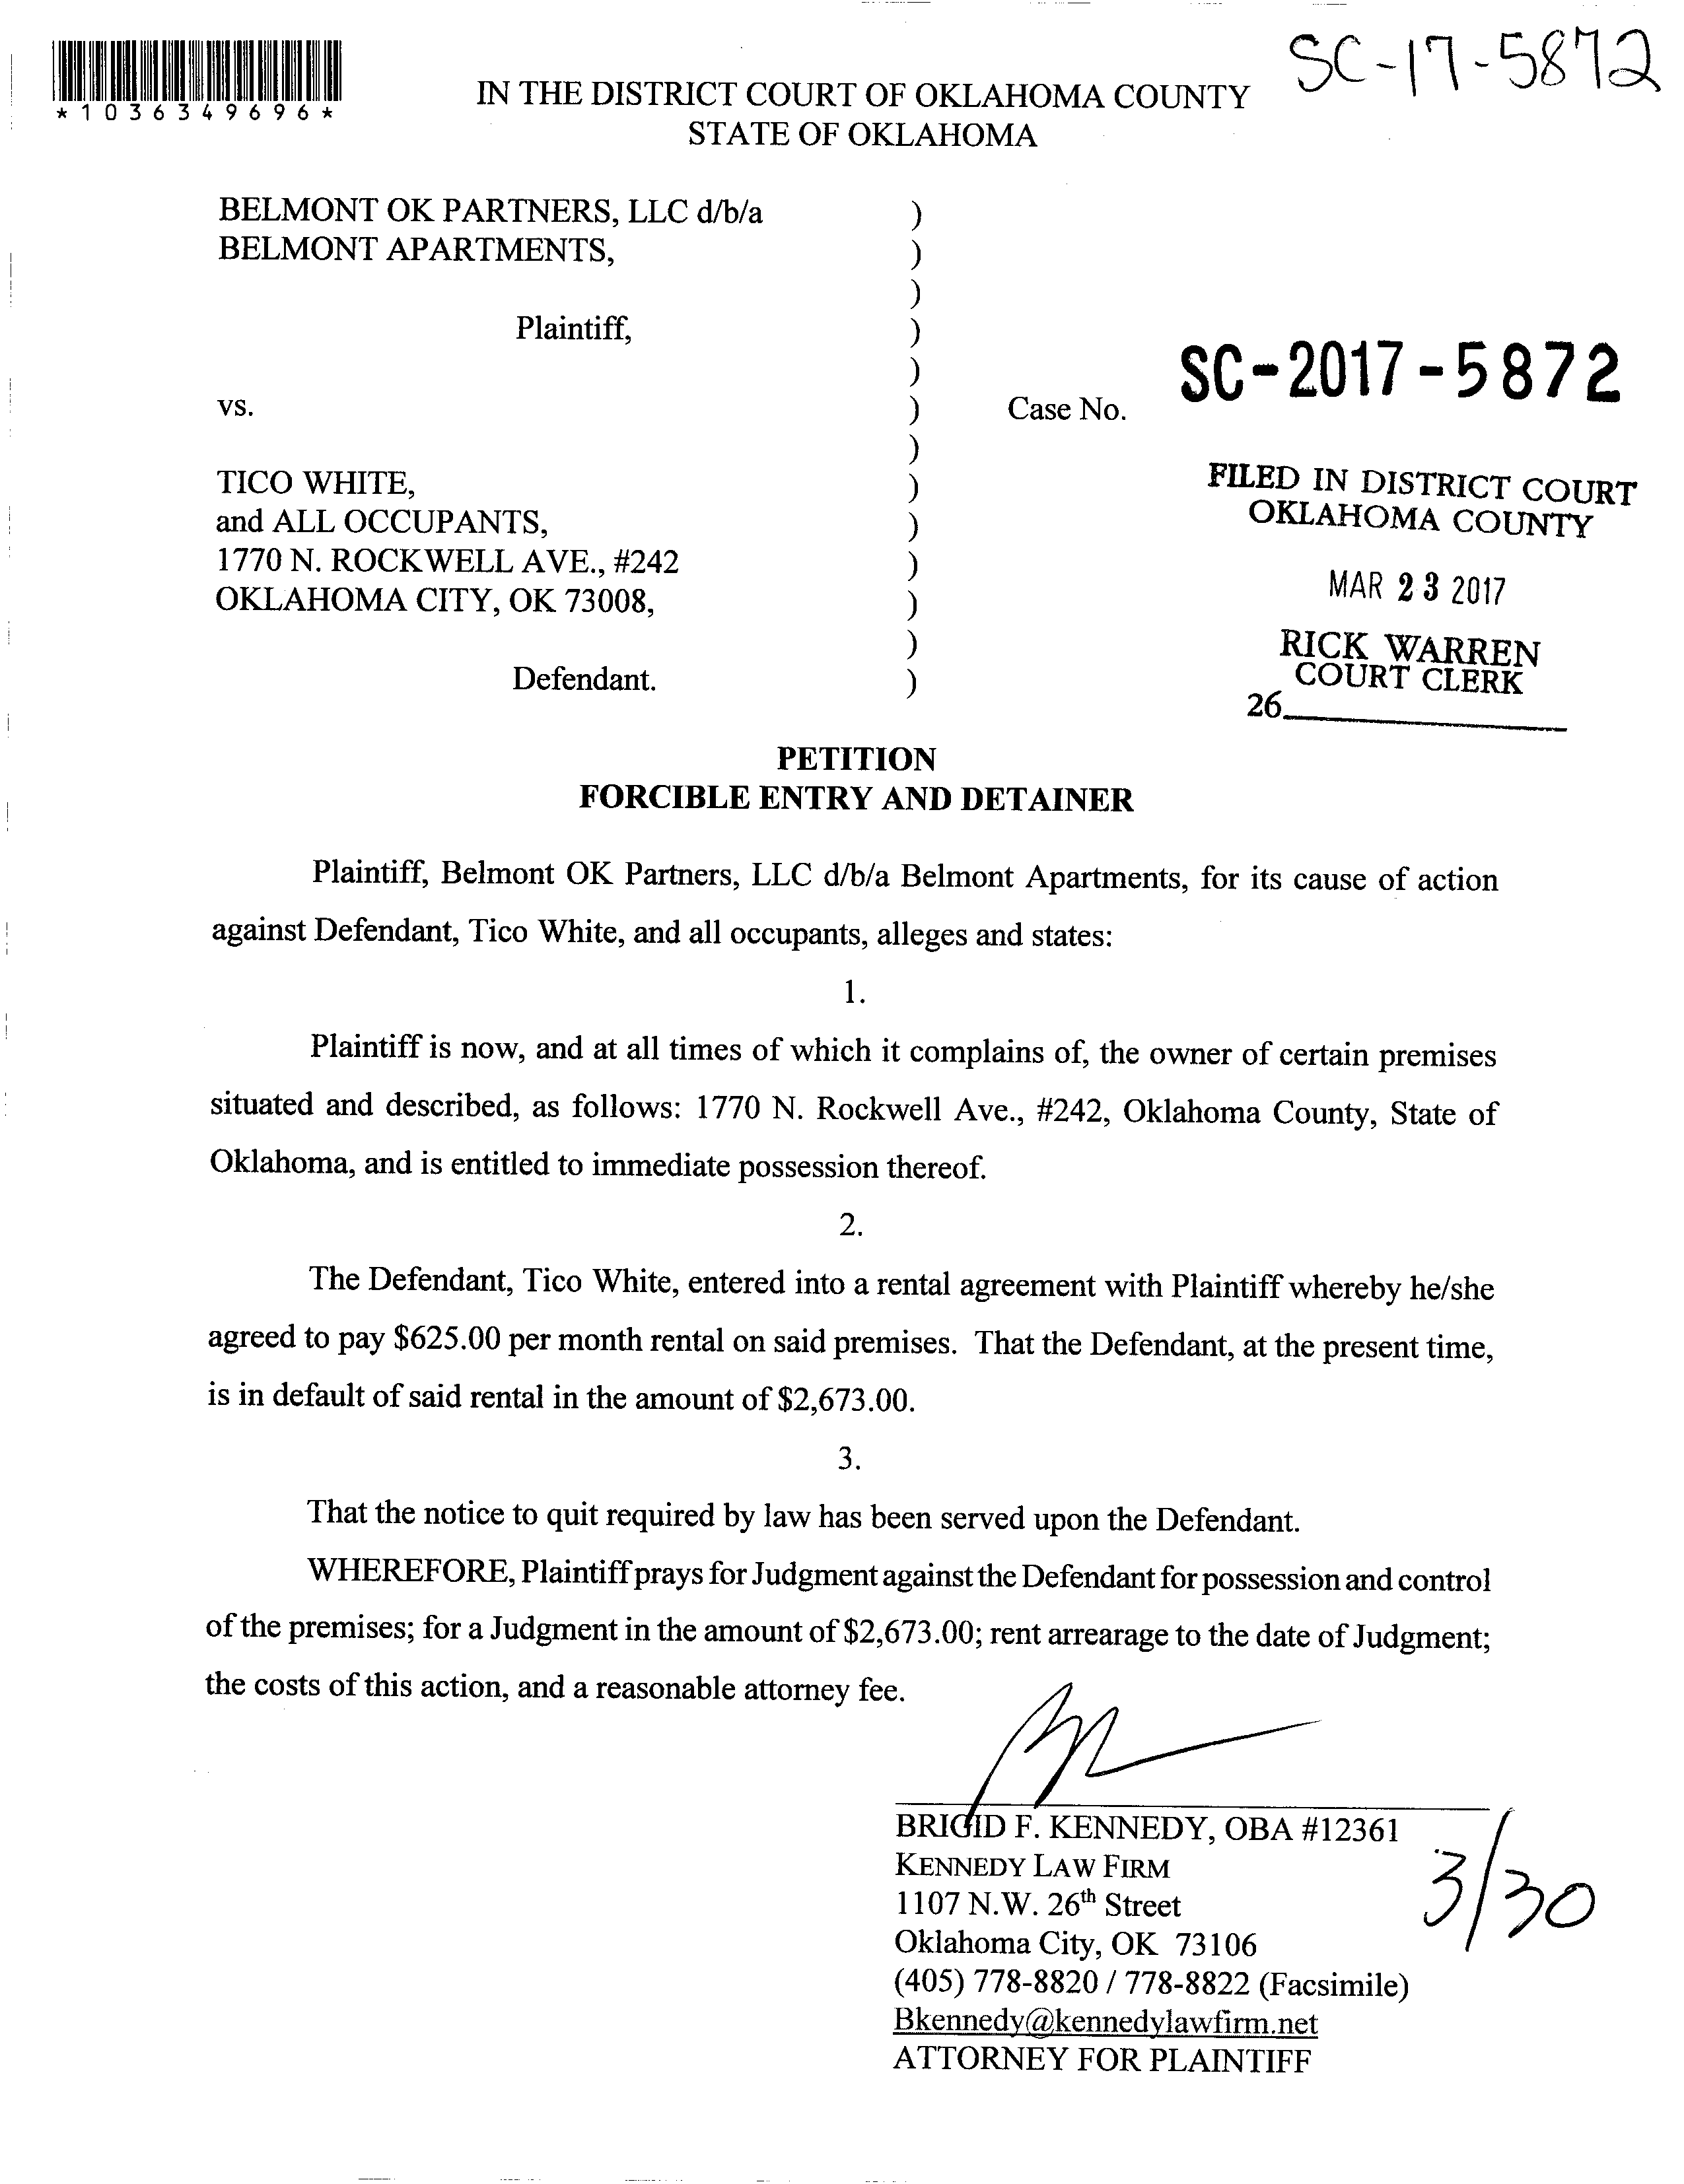 SC-17-5872
*1036349696*
IN THE DISTRICT COURT OF OKLAHOMA COUNTY
STATE OF OKLAHOMA
BELMONT OK PARTNERS, LLC d/b/a )
BELMONT APARTMENTS, )
)
Plaintiff, )
)
vs. ) Case No. SC-2017-5872
)
TICO WHITE, )
and ALL OCCUPANTS, )
1770 N. ROCKWELL AVE., #242 )
OKLAHOMA CITY, OK 73008, )
)
Defendant. )
FILED IN DISTRICT COURT
OKLAHOMA COUNTY
MAR 23 2017
RICK WARREN
COURT CLERK
26
PETITION
FORCIBLE ENTRY AND DETAINER
Plaintiff, Belmont OK Partners, LLC d/b/a Belmont Apartments, for its cause of action
against Defendant, Tico White, and all occupants, alleges and states:
1.
Plaintiff is now, and at all times of which it complains of, the owner of certain premises
situated and described, as follows: 1770 N. Rockwell Ave., #242, Oklahoma County, State of
Oklahoma, and is entitled to immediate possession thereof.
2.
The Defendant, Tico White, entered into a rental agreement with Plaintiff whereby he/she
agreed to pay $625.00 per month rental on said premises. That the Defendant, at the present time,
is in default of said rental in the amount of $2,673.00.
3.
That the notice to quit required by law has been served upon the Defendant.
WHEREFORE, Plaintiff prays for Judgment against the Defendant for possession and control
of the premises; for a Judgment in the amount of $2,673.00; rent arrearage to the date of Judgment;
the costs of this action, and a reasonable attorney fee.
BRIGID F. KENNEDY, OBA #12361
KENNEDY LAW FIRM
1107 N.W. 26th Street
Oklahoma City, OK 73106
(405) 778-8820 / 778-8822 (Facsimile)
Bkennedy@kennedylawfirm.net
ATTORNEY FOR PLAINTIFF
3/30